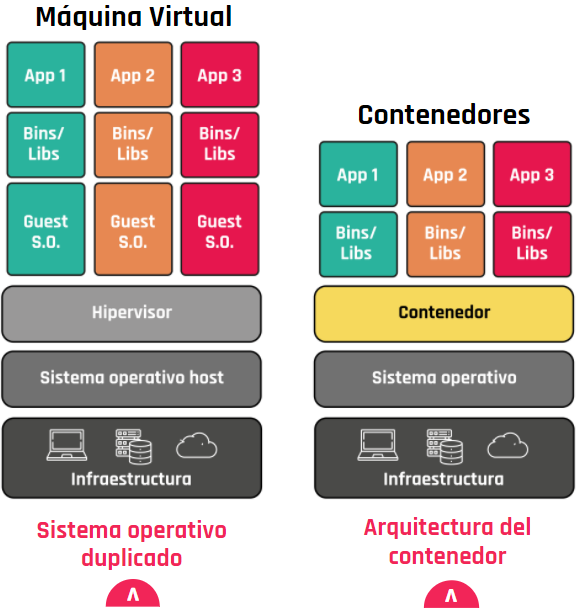 Máquina Virtual
App 1
App 2
App 3
Bins/
Libs
Bins/
Libs
Bins/
Libs
Guest
S.O.
Guest
S.O.
Guest
S.O.
Hipervisor
Sistema operativo host
Infraestructura
Sistema operativo
duplicado
Contenedores
App 1
App 2
App 3
Bins/
Libs
Bins/
Libs
Bins/
Libs
Contenedor
Sistema operativo
Infraestructura
Arquitectura del
contenedor